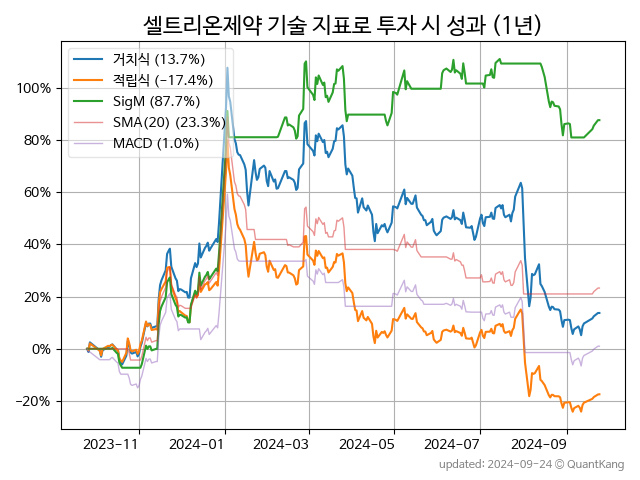 셀트리온제약 기술 지표로 투자 시 성과 (1년)
거치식 (13.7%)
적립식 (−17.4%)
SigM (87.7%)
SMA(20) (23.3%)
MACD (1.0%)
100%
80%
60%
40%
20%
0%
−20%
2023-11 2024-01 2024-03 2024-05 2024-07 2024-09
updated: 2024-09-24 © QuantKang